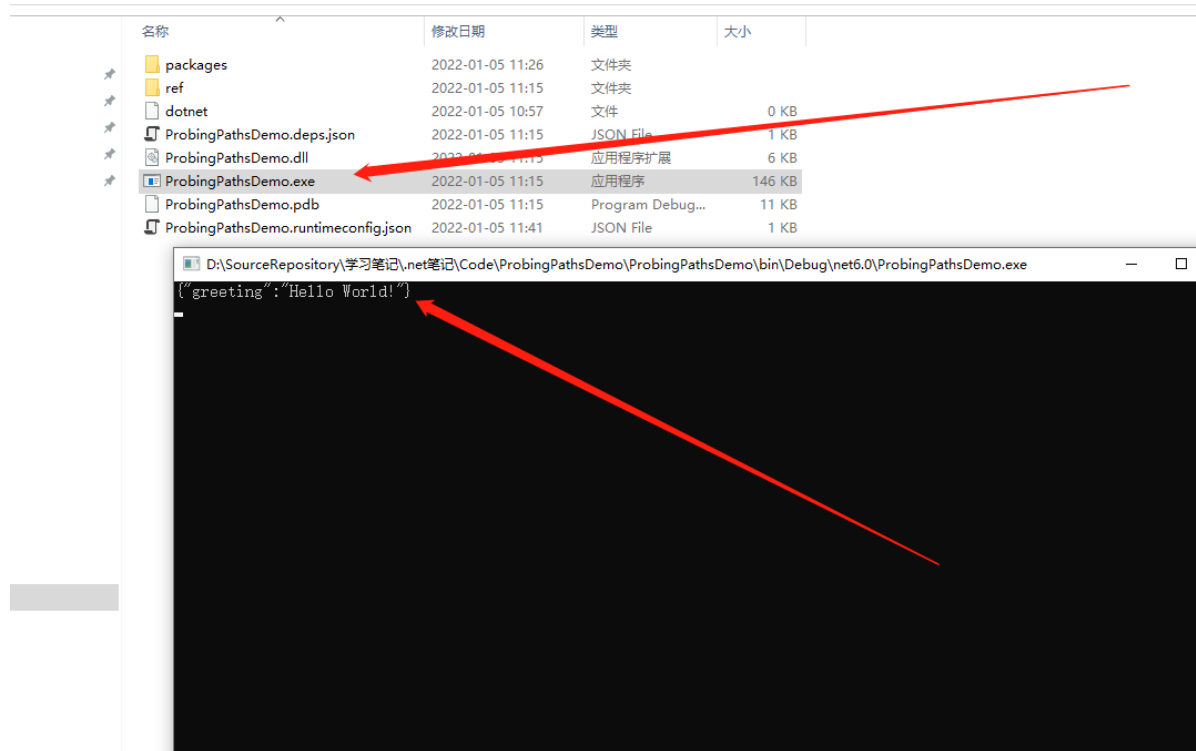 名称 修改日期 类型 大小
packages 2022-01-05 11:26 文件夹
ref 2022-01-05 11:15 文件夹
dotnet 2022-01-05 10:57 文件 0 KB
ProbingPathsDemo.deps.json 2022-01-05 11:15 JSON File 1 KB
ProbingPathsDemo.dll 2022-01-05 11:15 应用程序扩展 6 KB
ProbingPathsDemo.exe 2022-01-05 11:15 应用程序 146 KB
ProbingPathsDemo.pdb 2022-01-05 11:15 Program Debug... 11 KB
ProbingPathsDemo.runtimeconfig.json 2022-01-05 11:41 JSON File 1 KB
D:\SourceRepository\学习笔记\.net笔记\Code\ProbingPathsDemo\ProbingPathsDemo\bin\Debug\net6.0\ProbingPathsDemo.exe
{"greeting":"Hello World!"}